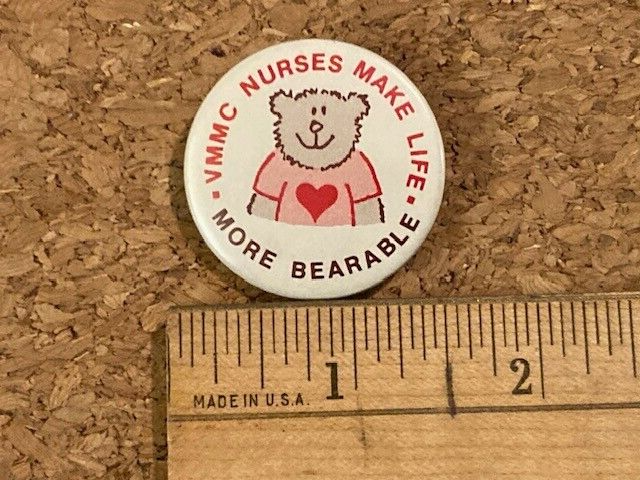 VMMC NURSES MAKE LIFE
MORE BEARABLE
1
2
MADE IN U.S.A.